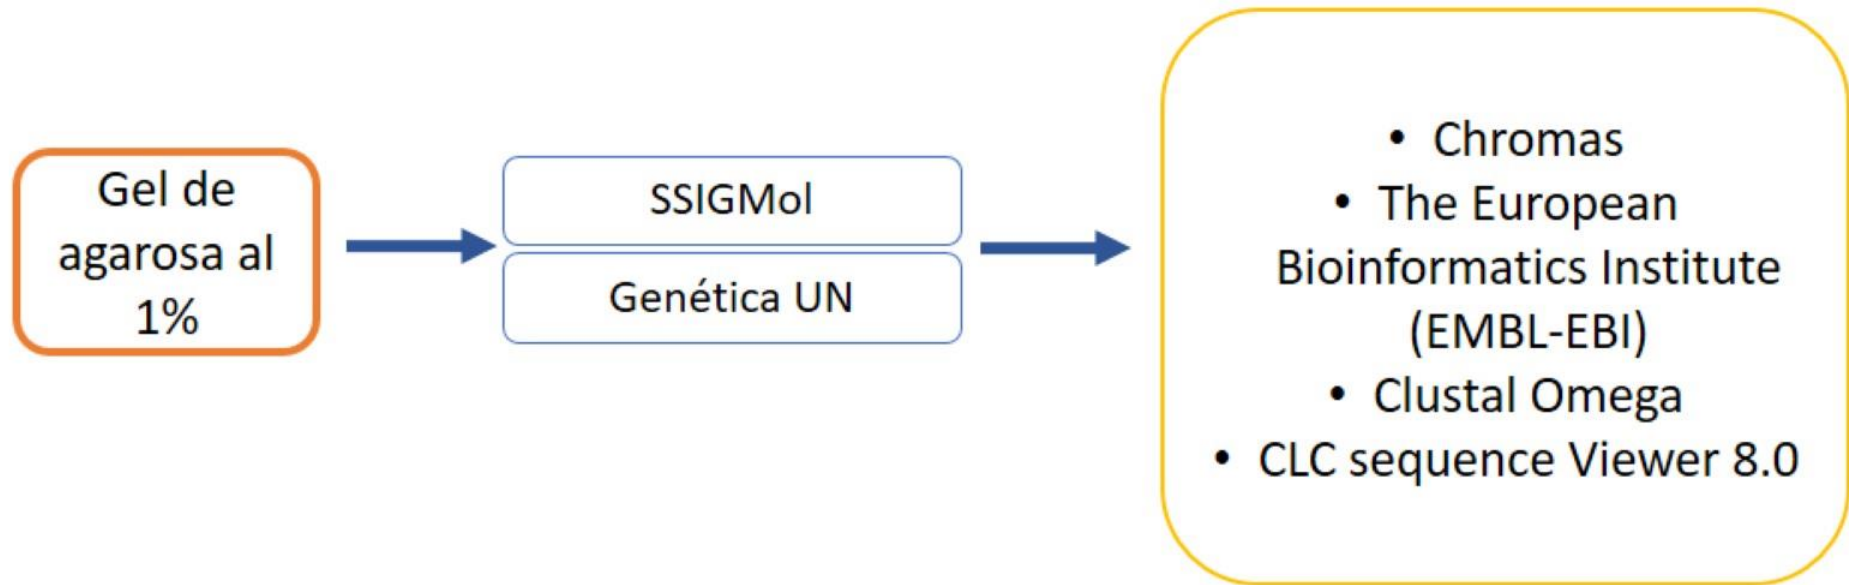 Gel de
agarosa al
1%
SSIGMol
Genética UN
• Chromas
• The European
Bioinformatics Institute
(EMBL-EBI)
• Clustal Omega
• CLC sequence Viewer 8.0